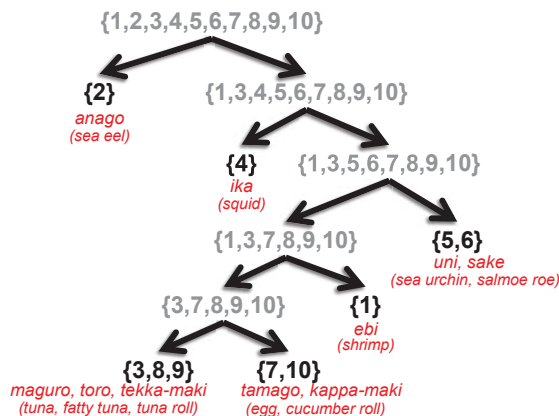 {1,2,3,4,5,6,7,8,9,10}
{2}
anago
(sea eel)
{1,3,4,5,6,7,8,9,10}
{4}
ika
(squid)
{1,3,5,6,7,8,9,10}
{1,3,7,8,9,10}
{5,6}
uni, sake
(sea urchin, salmoe roe)
{3,7,8,9,10}
{1}
ebi
(shrimp)
{3,8,9}
maguro, toro, tekka-maki
(tuna, fatty tuna, tuna roll)
{7,10}
tamago, kappa-maki
(egg, cucumber roll)